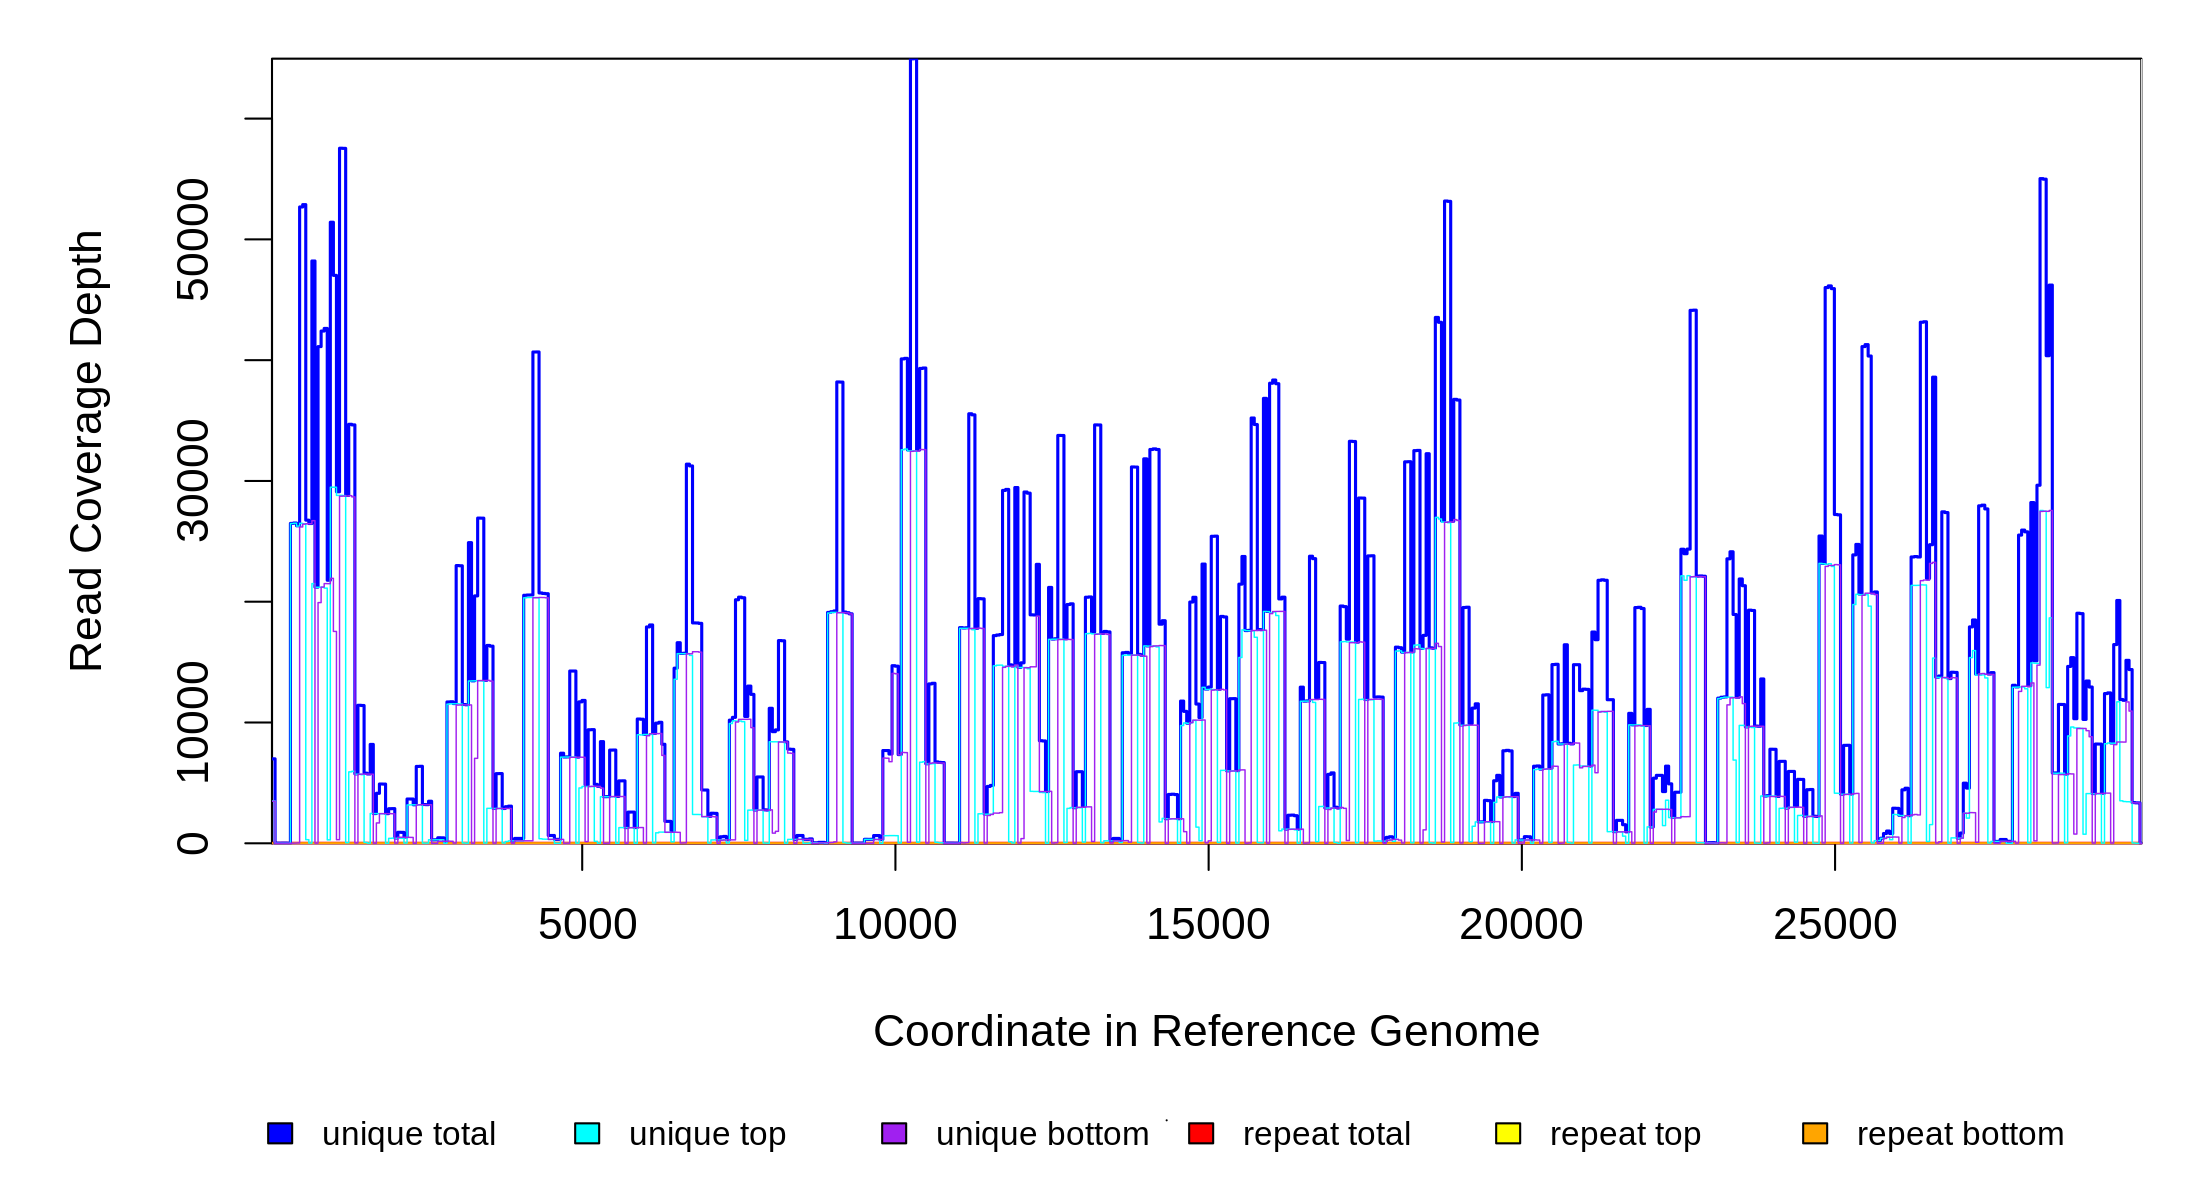 Read Coverage Depth
50000
30000
10000
0
5000 10000 15000 20000 25000
Coordinate in Reference Genome
unique total unique top unique bottom repeat total repeat top repeat bottom